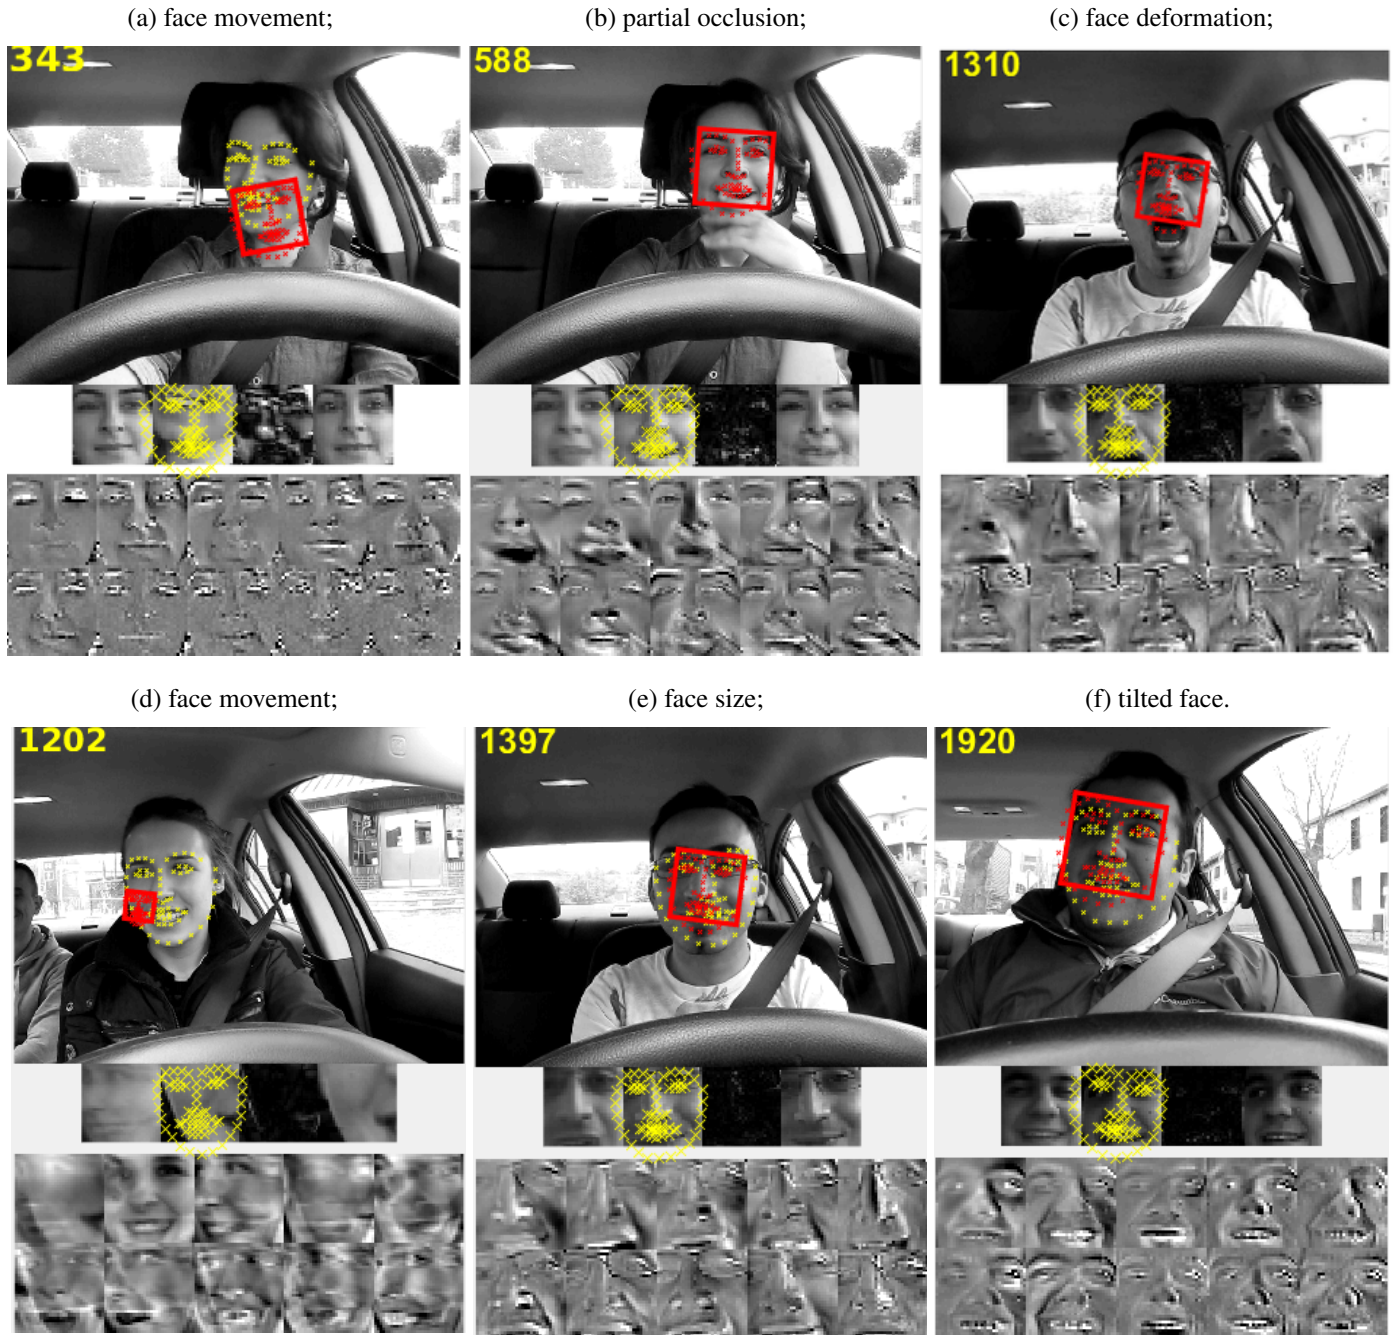 (a) face movement;
(b) partial occlusion;
(c) face deformation;
343
588
1310
(d) face movement;
(e) face size;
(f) tilted face.
1202
1397
1920